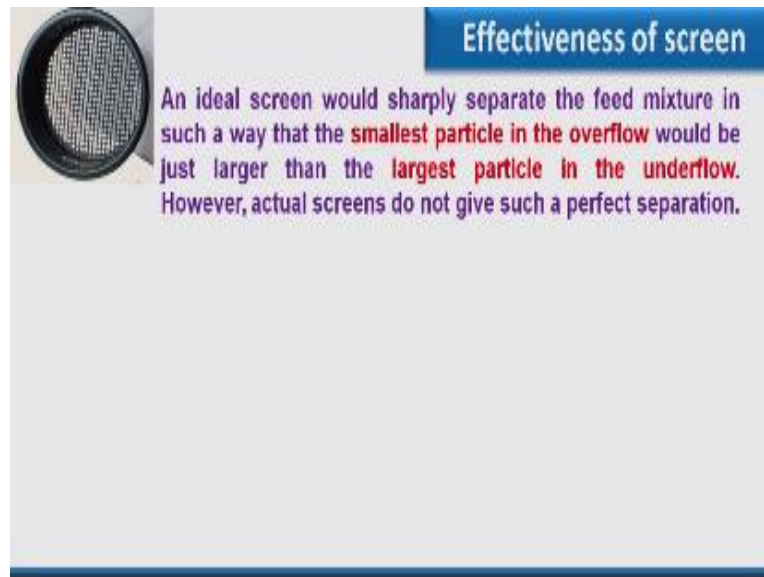 Effectiveness of screen
An ideal screen would sharply separate the feed mixture in
such a way that the smallest particle in the overflow would be
just larger than the largest particle in the underflow.
However, actual screens do not give such a perfect separation.